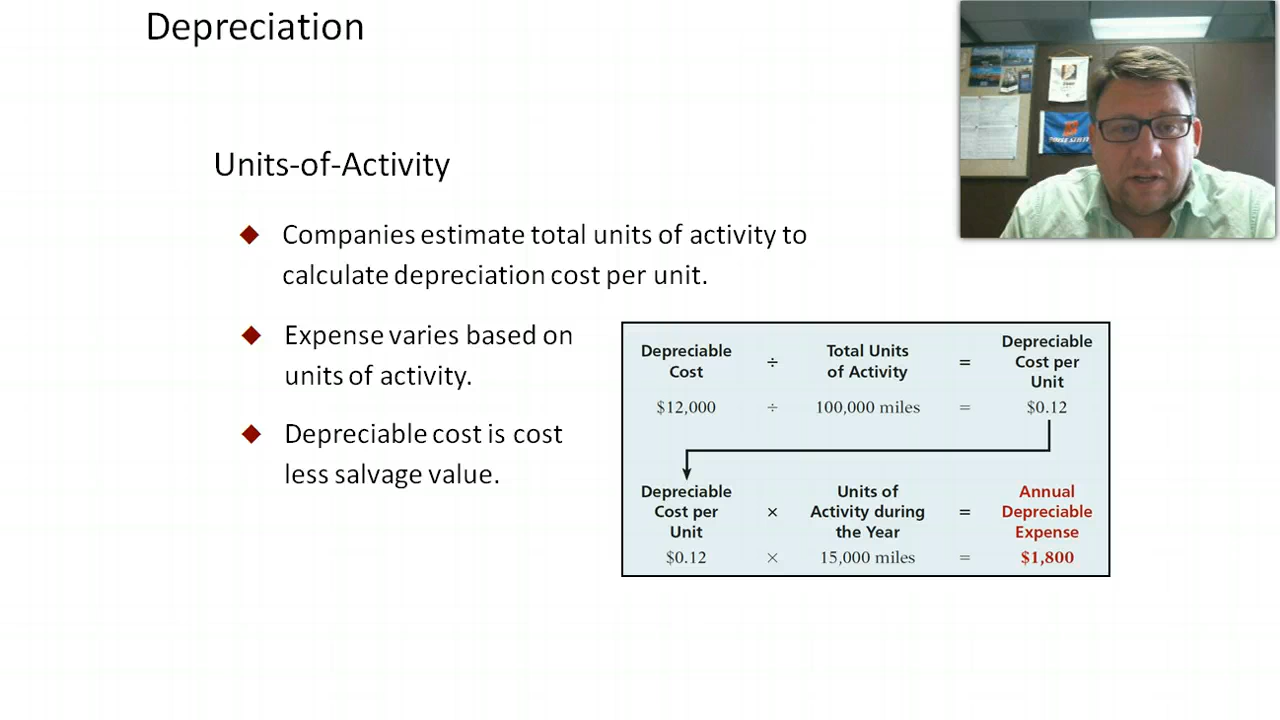 Depreciation
Units-of-Activity
Companies estimate total units of activity to
calculate depreciation cost per unit.
Expense varies based on
units of activity.
Depreciable cost is cost
less salvage value.
Depreciable Cost ÷ Total Units of Activity = Depreciable Cost per Unit
$12,000 ÷ 100,000 miles = $0.12
Depreciable Cost per Unit × Units of Activity during the Year = Annual Depreciable Expense
$0.12 × 15,000 miles = $1,800